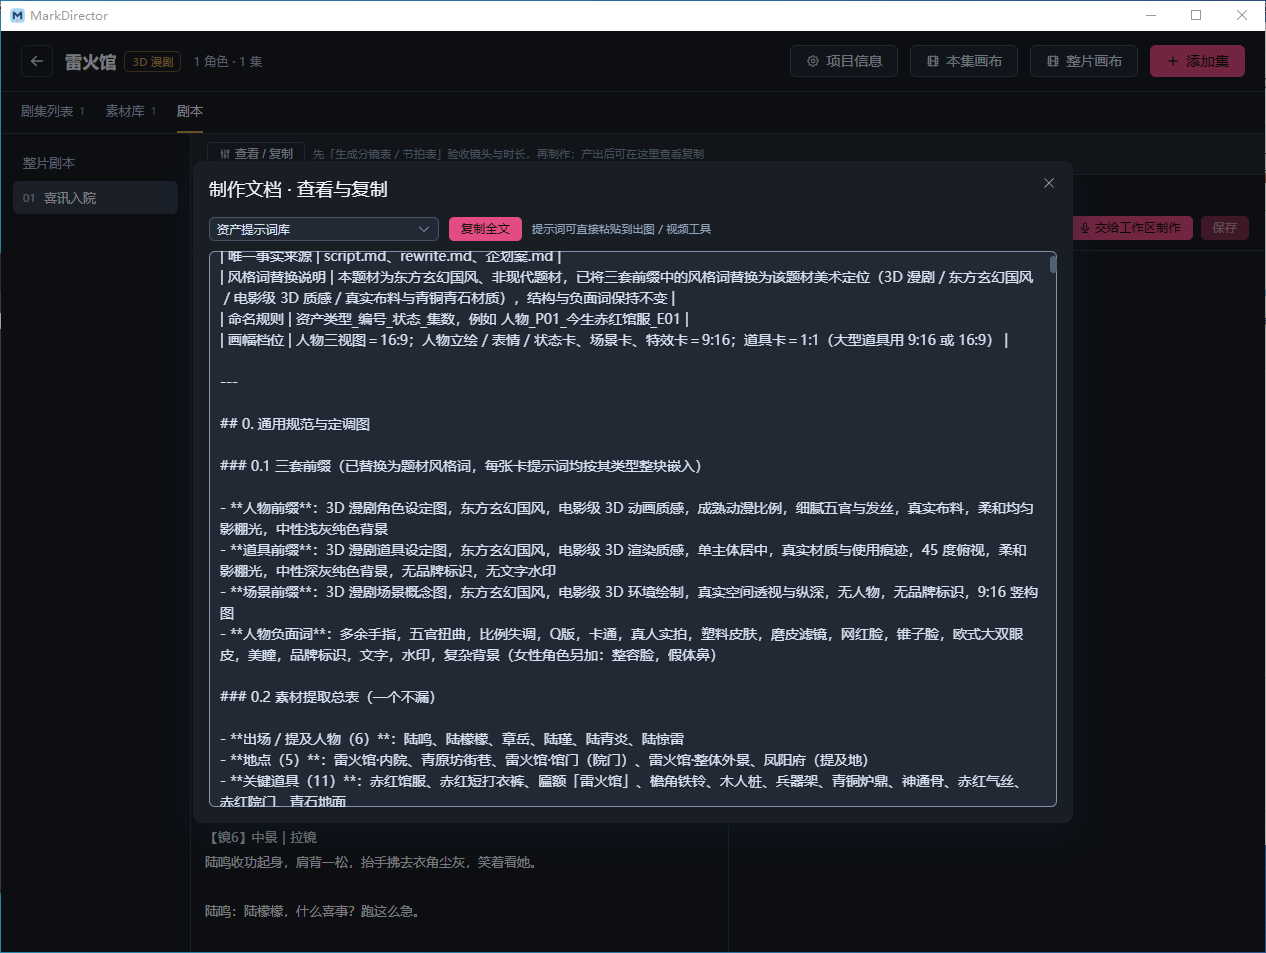 MarkDirector
雷火馆 3D 漫剧 1 角色 · 1 集 项目信息 本集画布 整片画布 + 添加集
剧集列表 1 素材库 1 剧本
整片剧本
01 喜讯入院
查看 / 复制 先「生成分镜表 / 节拍表」验收镜头与时长，再制作；产出后可在这里查看复制
制作文档 · 查看与复制
资产提示词库 复制全文 提示词可直接粘贴到出图 / 视频工具
交给工作区制作 保存
| 唯一事实来源 | script.md、rewrite.md、企划案.md |
| 风格词替换说明 | 本题材为东方玄幻国风、非现代题材，已将三套前缀中的风格词替换为该题材美术定位（3D 漫剧 / 东方玄幻国风
/ 电影级 3D 质感 / 真实布料与青铜青石材质），结构与负面词保持不变 |
| 命名规则 | 资产类型_编号_状态_集数，例如 人物_P01_今生赤红馆服_E01 |
| 画幅档位 | 人物三视图＝16:9；人物立绘 / 表情 / 状态卡、场景卡、特效卡＝9:16；道具卡＝1:1（大型道具用 9:16 或 16:9） |
---
## 0. 通用规范与定调图
### 0.1 三套前缀（已替换为题材风格词，每张卡提示词均按其类型整块嵌入）
- **人物前缀**：3D 漫剧角色设定图，东方玄幻国风，电影级 3D 动画质感，成熟动漫比例，细腻五官与发丝，真实布料，柔和均匀
影棚光，中性浅灰纯色背景
- **道具前缀**：3D 漫剧道具设定图，东方玄幻国风，电影级 3D 渲染质感，单主体居中，真实材质与使用痕迹，45 度俯视，柔和
影棚光，中性深灰纯色背景，无品牌标识，无文字水印
- **场景前缀**：3D 漫剧场景概念图，东方玄幻国风，电影级 3D 环境绘制，真实空间透视与纵深，无人物，无品牌标识，9:16 竖构
图
- **人物负面词**：多余手指，五官扭曲，比例失调，Q版，卡通，真人实拍，塑料皮肤，磨皮滤镜，网红脸，锥子脸，欧式大双眼
皮，美瞳，品牌标识，文字，水印，复杂背景（女性角色另加：整容脸，假体鼻）
### 0.2 素材提取总表（一个不漏）
- **出场 / 提及人物（6）**：陆鸣、陆檬檬、章岳、陆瑾、陆青炎、陆惊雷
- **地点（5）**：雷火馆·内院、青原坊街巷、雷火馆·馆门（院门）、雷火馆·整体外景、凤阳府（提及地）
- **关键道具（11）**：赤红馆服、赤红短打衣裤、匾额「雷火馆」、檐角铁铃、木人桩、兵器架、青铜炉鼎、神通骨、赤红气丝、
赤红院门、青石地面
【镜6】中景 | 拉镜
陆鸣收功起身，肩背一松，抬手拂去衣角尘灰，笑着看她。
陆鸣：陆檬檬，什么喜事？跑这么急。